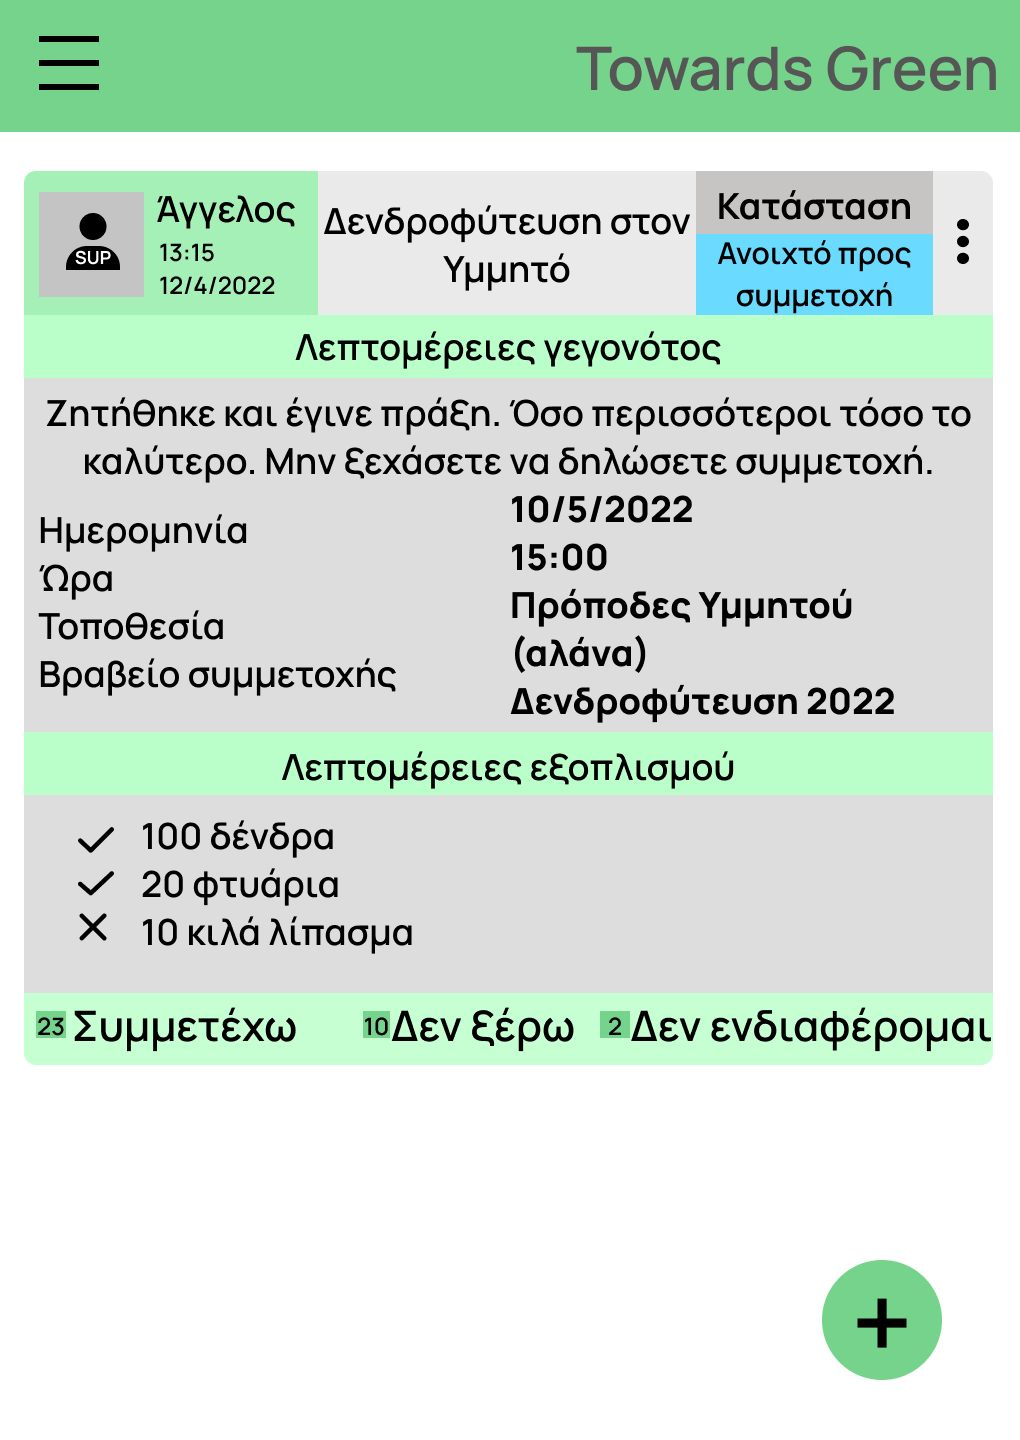 Towards Green
SUP
Άγγελος
13:15
12/4/2022
Δενδροφύτευση στον
Υμμητό
Κατάσταση
Ανοιχτό προς
συμμετοχή
Λεπτομέρειες γεγονότος
Ζητήθηκε και έγινε πράξη. Όσο περισσότεροι τόσο το
καλύτερο. Μην ξεχάσετε να δηλώσετε συμμετοχή.
Ημερομηνία
Ώρα
Τοποθεσία
Βραβείο συμμετοχής
10/5/2022
15:00
Πρόποδες Υμμητού
(αλάνα)
Δενδροφύτευση 2022
Λεπτομέρειες εξοπλισμού
100 δένδρα
20 φτυάρια
10 κιλά λίπασμα
23 Συμμετέχω
10 Δεν ξέρω
2 Δεν ενδιαφέρομαι